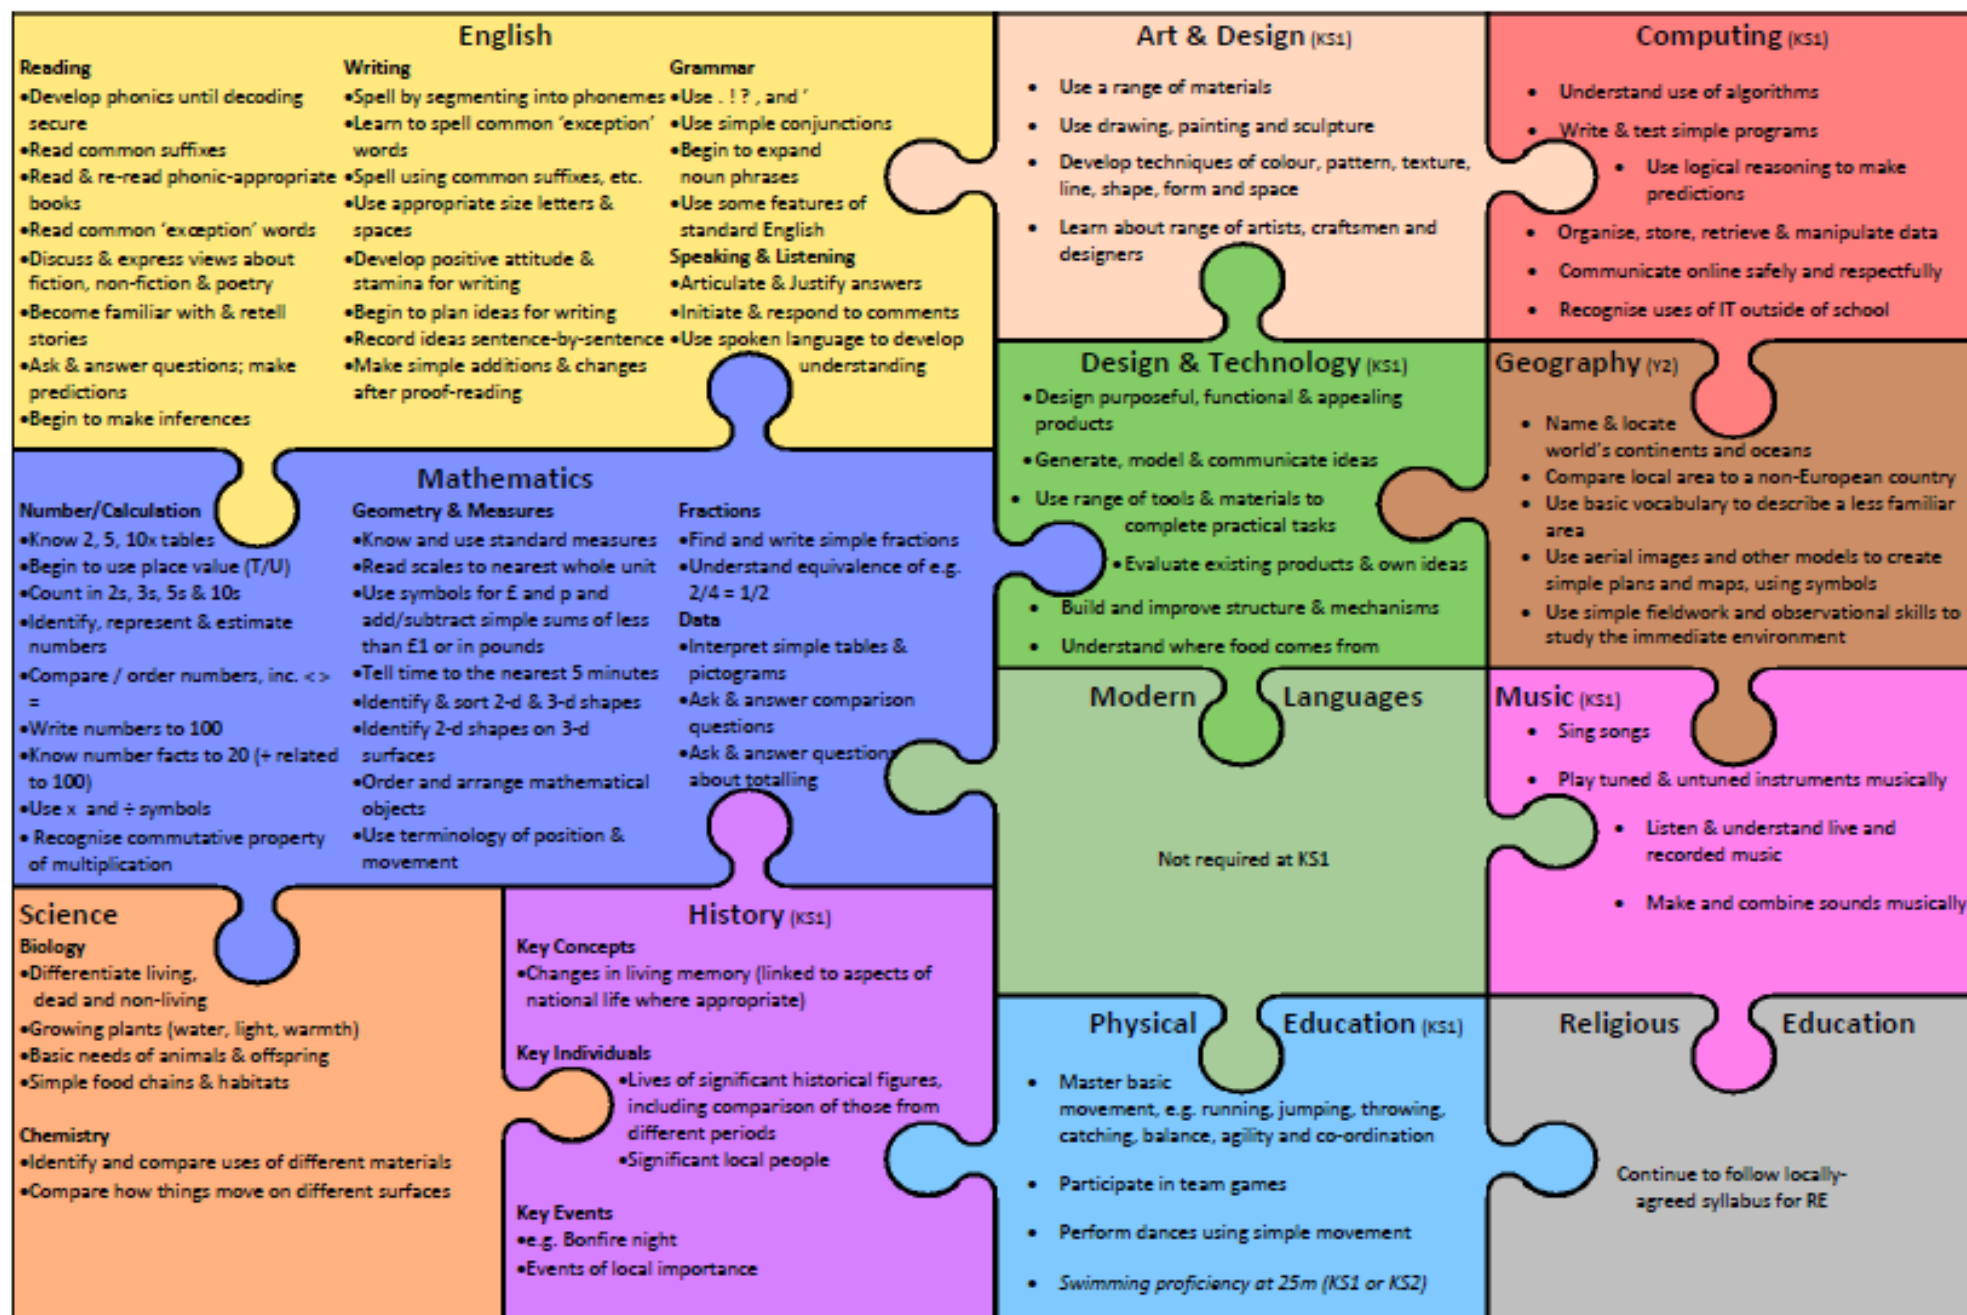 English
Reading
•Develop phonics until decoding
secure
•Read common suffixes
•Read & re-read phonic-appropriate
books
•Read common ‘exception’ words
•Discuss & express views about
fiction, non-fiction & poetry
•Become familiar with & retell
stories
•Ask & answer questions; make
predictions
•Begin to make inferences
Writing
•Spell by segmenting into phonemes
•Learn to spell common ‘exception’
words
•Spell using common suffixes, etc.
•Use appropriate size letters &
spaces
•Develop positive attitude &
stamina for writing
•Begin to plan ideas for writing
•Record ideas sentence-by-sentence
•Make simple additions & changes
after proof-reading
Grammar
•Use . ! ? , and ’
•Use simple conjunctions
•Begin to expand
noun phrases
•Use some features of
standard English
Speaking & Listening
•Articulate & Justify answers
•Initiate & respond to comments
•Use spoken language to develop
understanding
Art & Design (KS1)
• Use a range of materials
• Use drawing, painting and sculpture
• Develop techniques of colour, pattern, texture,
line, shape, form and space
• Learn about range of artists, craftsmen and
designers
Computing (KS1)
• Understand use of algorithms
• Write & test simple programs
• Use logical reasoning to make
predictions
• Organise, store, retrieve & manipulate data
• Communicate online safely and respectfully
• Recognise uses of IT outside of school
Mathematics
Number/Calculation
•Know 2, 5, 10x tables
•Begin to use place value (T/U)
•Count in 2s, 3s, 5s & 10s
•Identify, represent & estimate
numbers
•Compare / order numbers, inc. < >
=
•Write numbers to 100
•Know number facts to 20 (+ related
to 100)
•Use x and ÷ symbols
• Recognise commutative property
of multiplication
Geometry & Measures
•Know and use standard measures
•Read scales to nearest whole unit
•Use symbols for £ and p and
add/subtract simple sums of less
than £1 or in pounds
•Tell time to the nearest 5 minutes
•Identify & sort 2-d & 3-d shapes
•Identify 2-d shapes on 3-d
surfaces
•Order and arrange mathematical
objects
•Use terminology of position &
movement
Fractions
•Find and write simple fractions
•Understand equivalence of e.g.
2/4 = 1/2
Data
•Interpret simple tables &
pictograms
•Ask & answer comparison
questions
•Ask & answer question
about totalling
Design & Technology (KS1)
•Design purposeful, functional & appealing
products
•Generate, model & communicate ideas
• Use range of tools & materials to
complete practical tasks
•Evaluate existing products & own ideas
• Build and improve structure & mechanisms
• Understand where food comes from
Geography (Y2)
• Name & locate
world’s continents and oceans
• Compare local area to a non-European country
• Use basic vocabulary to describe a less familiar
area
• Use aerial images and other models to create
simple plans and maps, using symbols
• Use simple fieldwork and observational skills to
study the immediate environment
Modern Languages
Not required at KS1
Music (KS1)
• Sing songs
• Play tuned & untuned instruments musically
• Listen & understand live and
recorded music
• Make and combine sounds musically
Science
Biology
•Differentiate living,
dead and non-living
•Growing plants (water, light, warmth)
•Basic needs of animals & offspring
•Simple food chains & habitats
Chemistry
•Identify and compare uses of different materials
•Compare how things move on different surfaces
History (KS1)
Key Concepts
•Changes in living memory (linked to aspects of
national life where appropriate)
Key Individuals
•Lives of significant historical figures,
including comparison of those from
different periods
•Significant local people
Key Events
•e.g. Bonfire night
•Events of local importance
Physical Education (KS1)
• Master basic
movement, e.g. running, jumping, throwing,
catching, balance, agility and co-ordination
• Participate in team games
• Perform dances using simple movement
• Swimming proficiency at 25m (KS1 or KS2)
Religious Education
Continue to follow locally-
agreed syllabus for RE